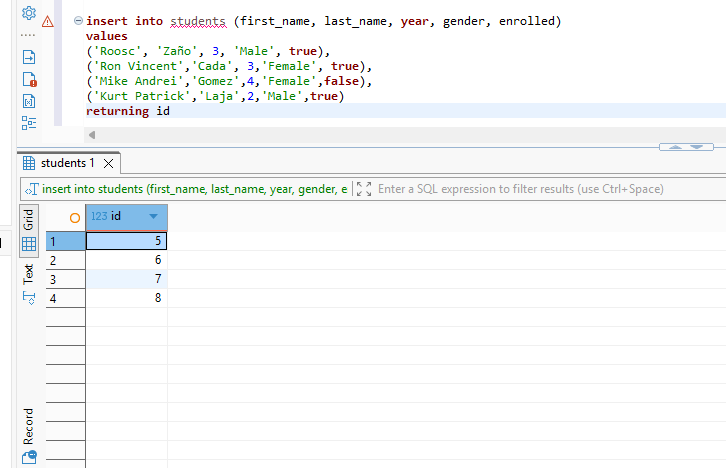 insert into students (first_name, last_name, year, gender, enrolled)
values
('Roosc', 'Zaño', 3, 'Male', true),
('Ron Vincent','Cada', 3,'Female', true),
('Mike Andrei','Gomez',4,'Female',false),
('Kurt Patrick','Laja',2,'Male',true)
returning id
students 1
insert into students (first_name, last_name, year, gender, e
Enter a SQL expression to filter results (use Ctrl+Space)
Grid
Text
Record
123 id
1 5
2 6
3 7
4 8